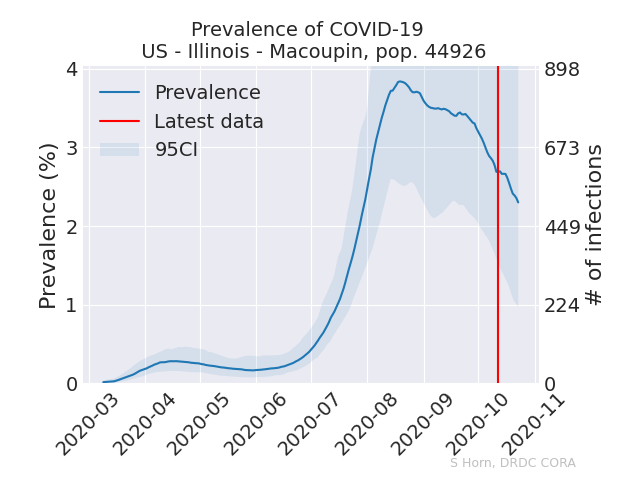 Prevalence of COVID-19
US - Illinois - Macoupin, pop. 44926
Prevalence
Latest data
95CI
Prevalence (%)
4
3
2
1
0
898
673
449
224
0
# of infections
2020-03
2020-04
2020-05
2020-06
2020-07
2020-08
2020-09
2020-10
2020-11
S Horn, DRDC CORA